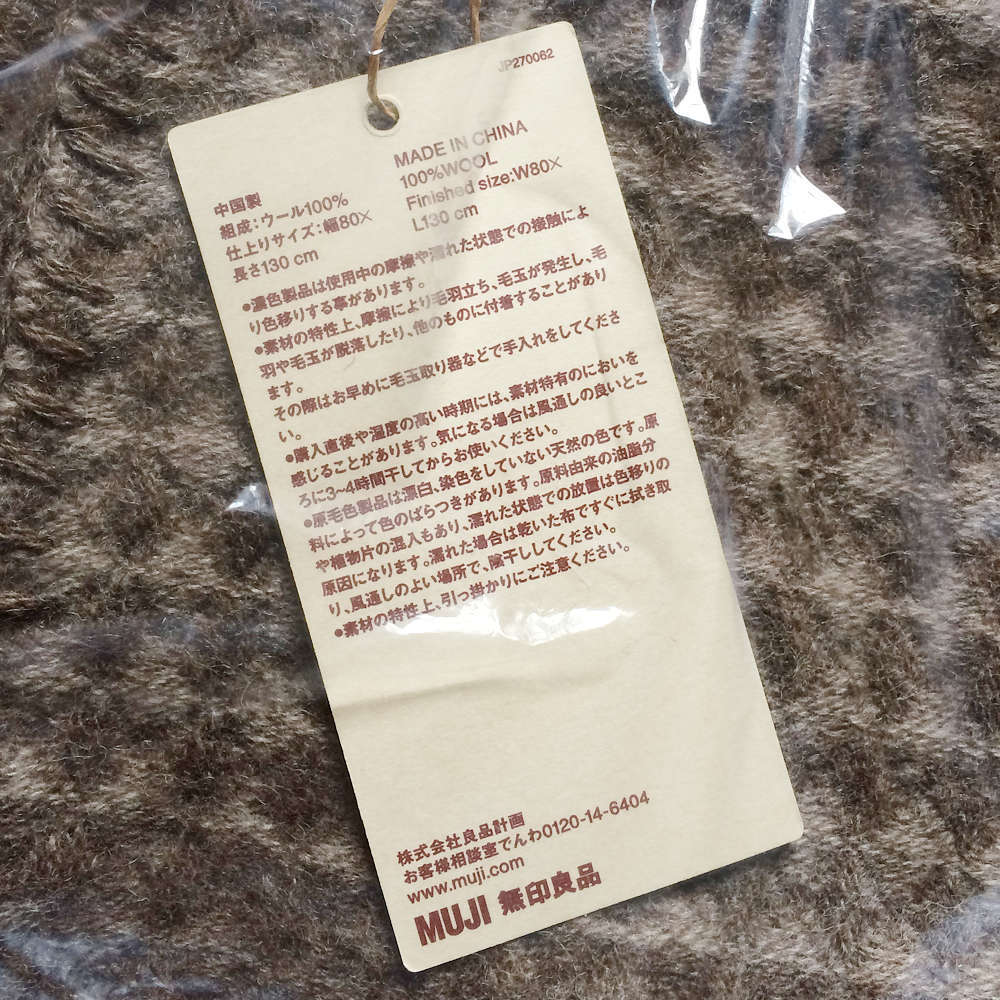 JP270062
中国製
組成:ウール100%
仕上りサイズ:幅80×
長さ130 cm
MADE IN CHINA
100%WOOL
Finished size:W80×
L130 cm
●濃色製品は使用中の摩擦や濡れた状態での接触によ
り色移りする事があります。
●素材の特性上、摩擦により毛羽立ち、毛玉が発生し、毛
羽や毛玉が脱落したり、他のものに付着することがあり
ます。
その際はお早めに毛玉取り器などで手入れをしてくださ
い。
●購入直後や湿度の高い時期には、素材特有のにおいを
感じることがあります。気になる場合は風通しの良いとこ
ろに3~4時間干してからお使いください。
●原毛色製品は漂白、染色をしていない天然の色です。原
料によって色のばらつきがあります。原料由来の油脂分
や植物片の混入もあり、濡れた状態での放置は色移りの
原因になります。濡れた場合は乾いた布ですぐに拭き取
り、風通しのよい場所で、陰干ししてください。
●素材の特性上、引っ掛かりにご注意ください。
株式会社良品計画
お客様相談室でんわ0120-14-6404
www.muji.com
MUJI 無印良品